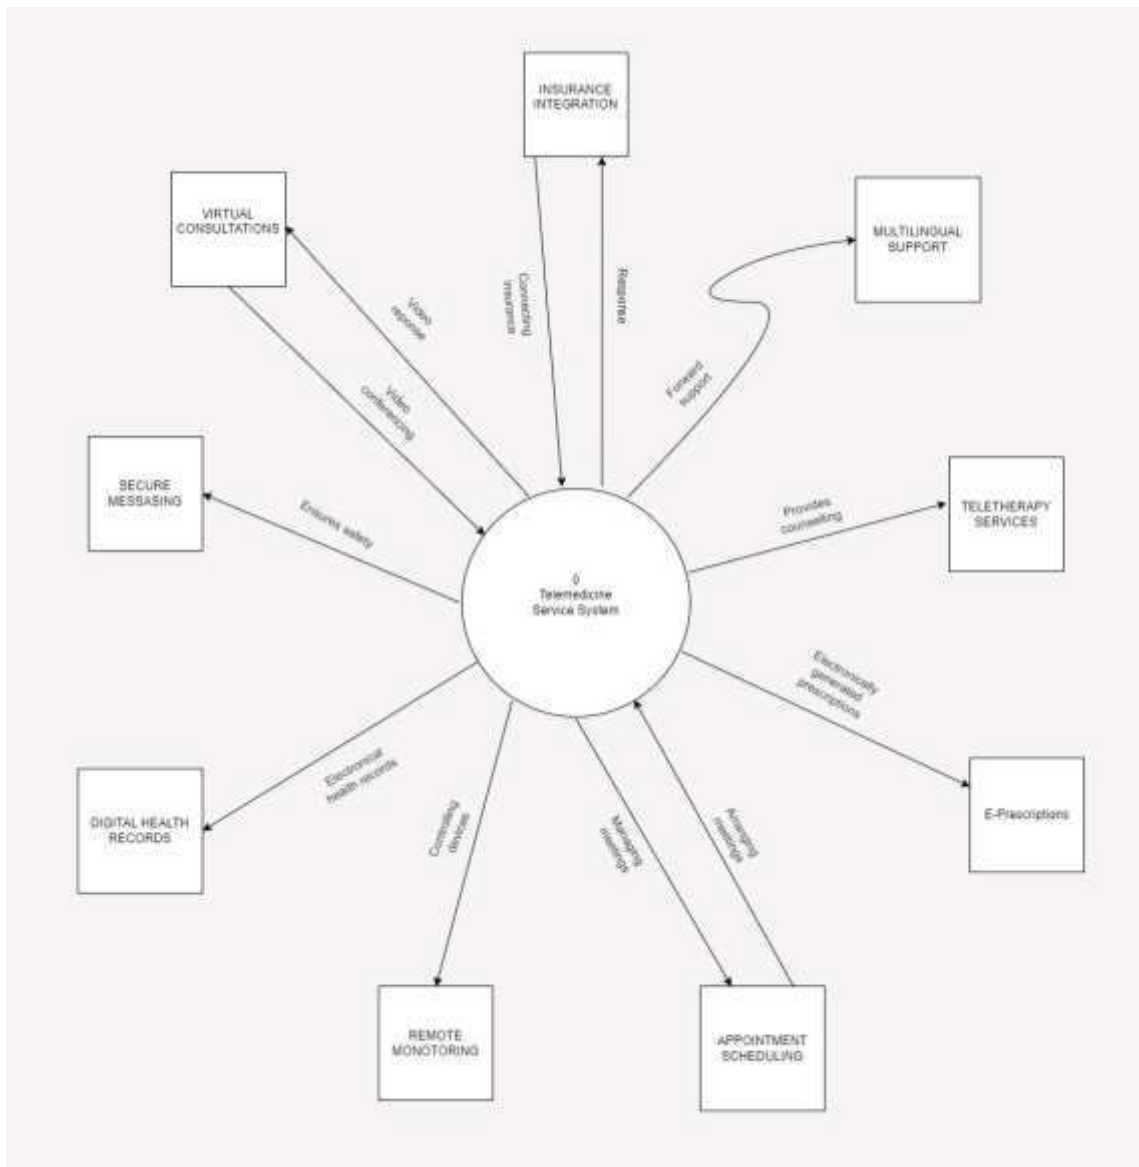 INSURANCE
INTEGRATION
VIRTUAL
CONSULTATIONS
MULTILINGUAL
SUPPORT
Connecting
insurance
Response
Video
reponse
Video
conferencing
Forward
support
SECURE
MESSASING
Ensures safety
Provides
counselling
TELETHERAPY
SERVICES
0
Telemedicine
Service System
Electronically
generated
prescriptions
Electronical
health records
DIGITAL HEALTH
RECORDS
Controlling
devices
Managing
meetings
Arranging
meetings
E-Prescriptions
REMOTE
MONOTORING
APPOINTMENT
SCHEDULING